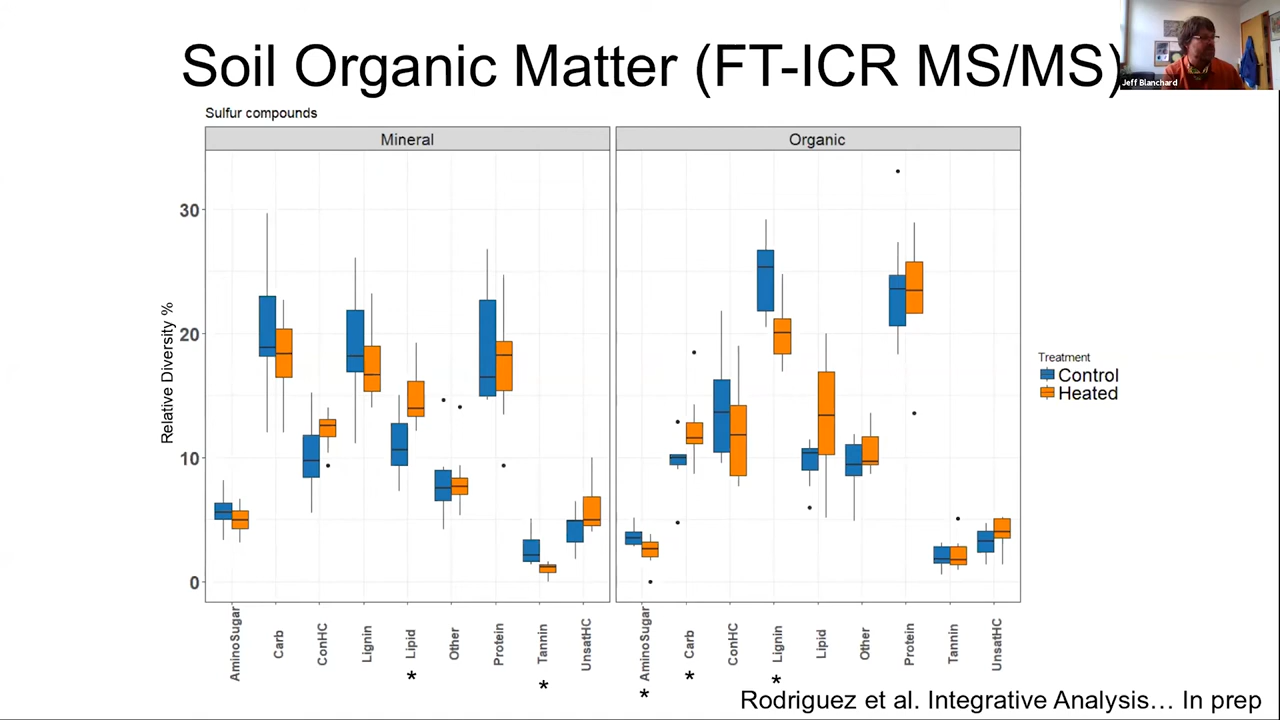 Soil Organic Matter (FT-ICR MS/MS)
Jeff Blanchard
Sulfur compounds
Mineral
Organic
Relative Diversity %
30
20
10
0
AminoSugar
Carb
ConHC
Lignin
Lipid
*
Other
Protein
Tannin
*
UnsatHC
AminoSugar
*
Carb
*
ConHC
Lignin
*
Lipid
Other
Protein
Tannin
UnsatHC
Treatment
Control
Heated
Rodriguez et al. Integrative Analysis... In prep